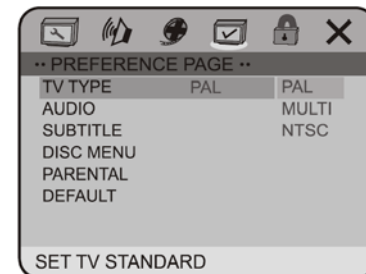 ·· PREFERENCE PAGE ··
TV TYPE PAL PAL
AUDIO MULTI
SUBTITLE NTSC
DISC MENU
PARENTAL
DEFAULT
SET TV STANDARD